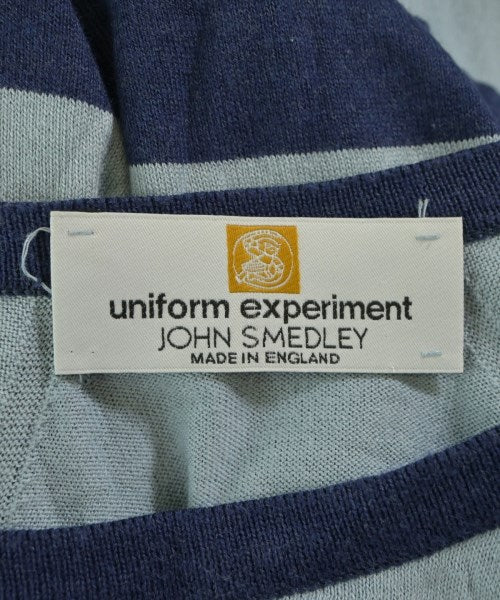 uniform experiment
JOHN SMEDLEY
MADE IN ENGLAND